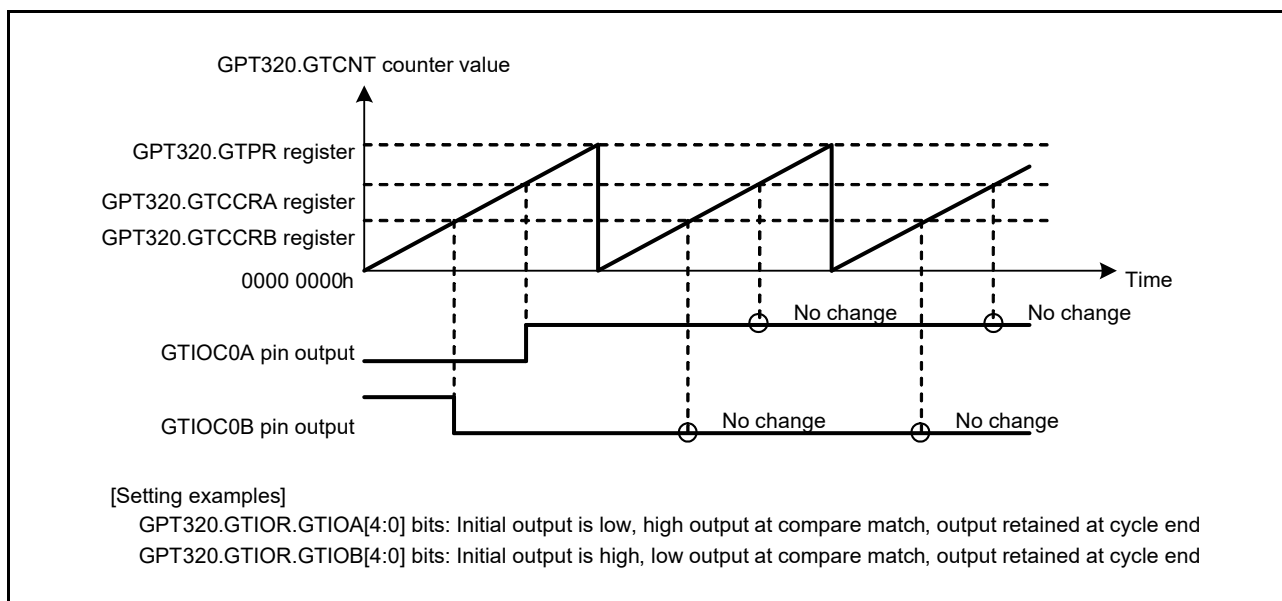 GPT320.GTCNT counter value
GPT320.GTPR register
GPT320.GTCCRA register
GPT320.GTCCRB register
0000 0000h
Time
No change
No change
GTIOC0A pin output
No change
No change
GTIOC0B pin output
[Setting examples]
GPT320.GTIOR.GTIOA[4:0] bits: Initial output is low, high output at compare match, output retained at cycle end
GPT320.GTIOR.GTIOB[4:0] bits: Initial output is high, low output at compare match, output retained at cycle end